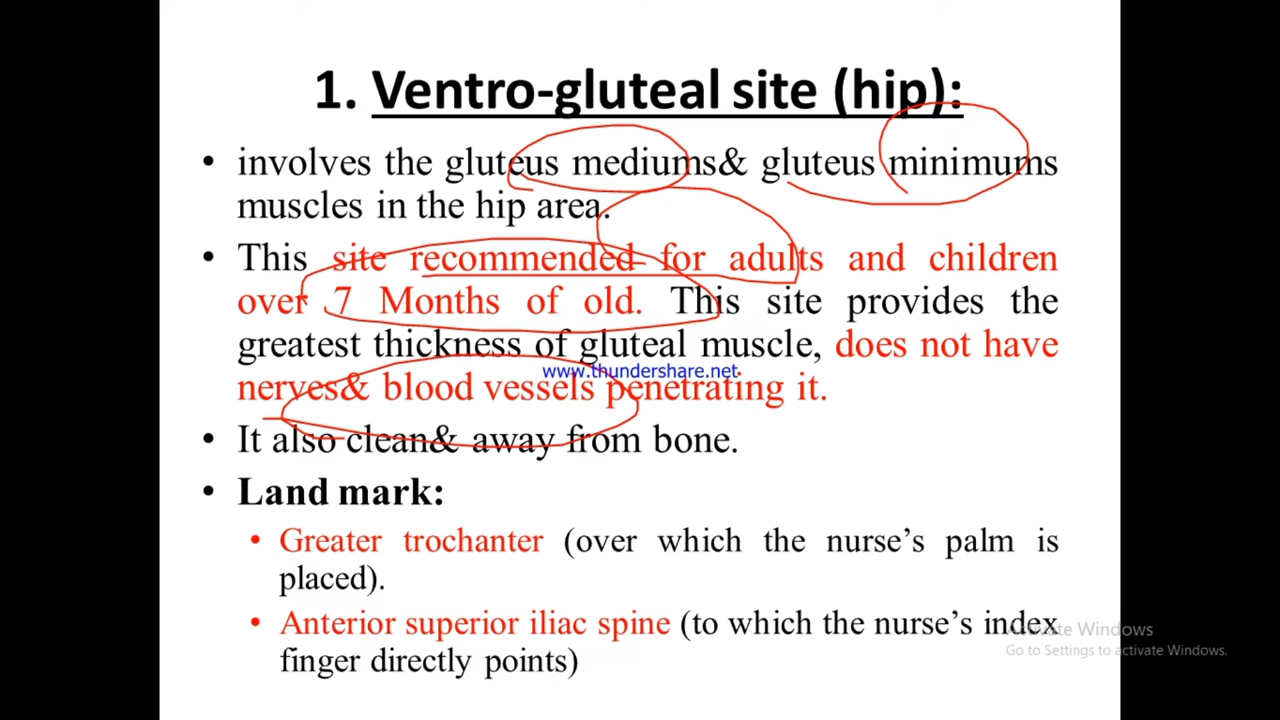 1. Ventro-gluteal site (hip):
• involves the gluteus mediums& gluteus minimums
muscles in the hip area.
• This site recommended for adults and children
over 7 Months of old. This site provides the
greatest thickness of gluteal muscle, does not have
www.thundershare.net
nerves& blood vessels penetrating it.
• It also clean& away from bone.
• Land mark:
• Greater trochanter (over which the nurse's palm is
placed).
• Anterior superior iliac spine (to which the nurse's index
finger directly points)
Activate Windows
Go to Settings to activate Windows.